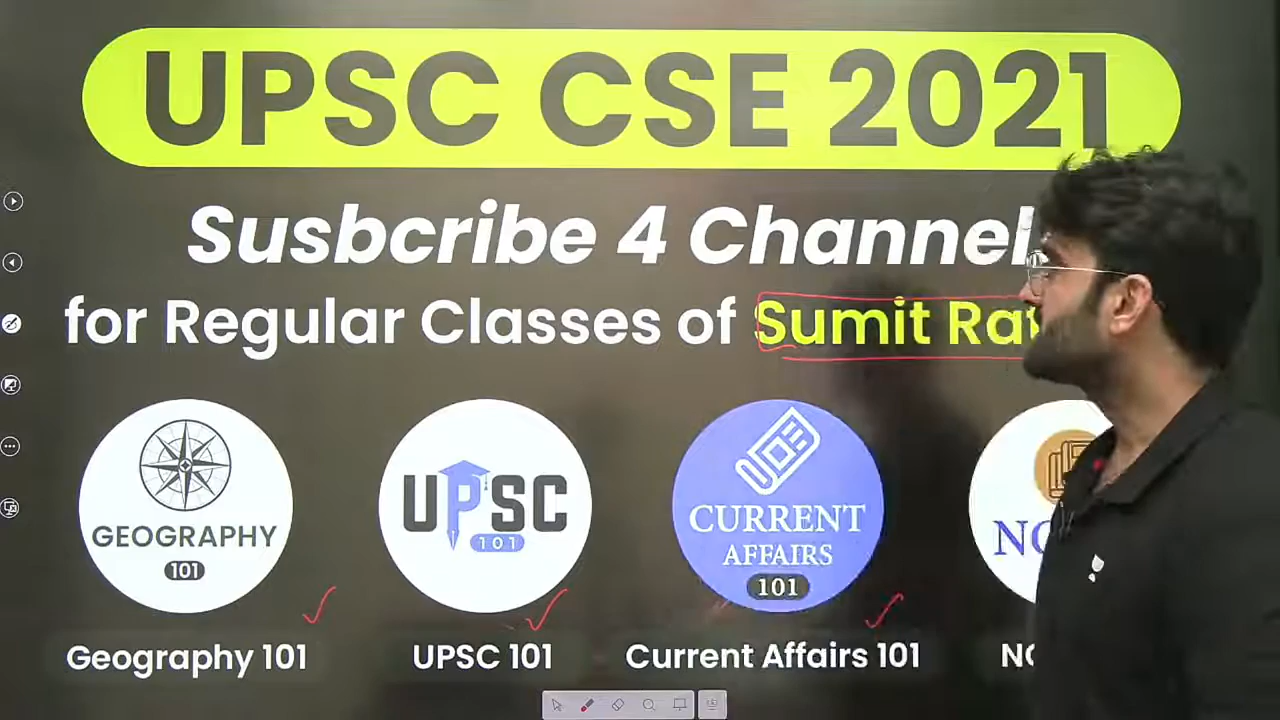 UPSC CSE 2021
Susbcribe 4 Channel
for Regular Classes of Sumit
GEOGRAPHY
101
UPSC
101
CURRENT
AFFAIRS
101
Geography 101
UPSC 101
Current Affairs 101